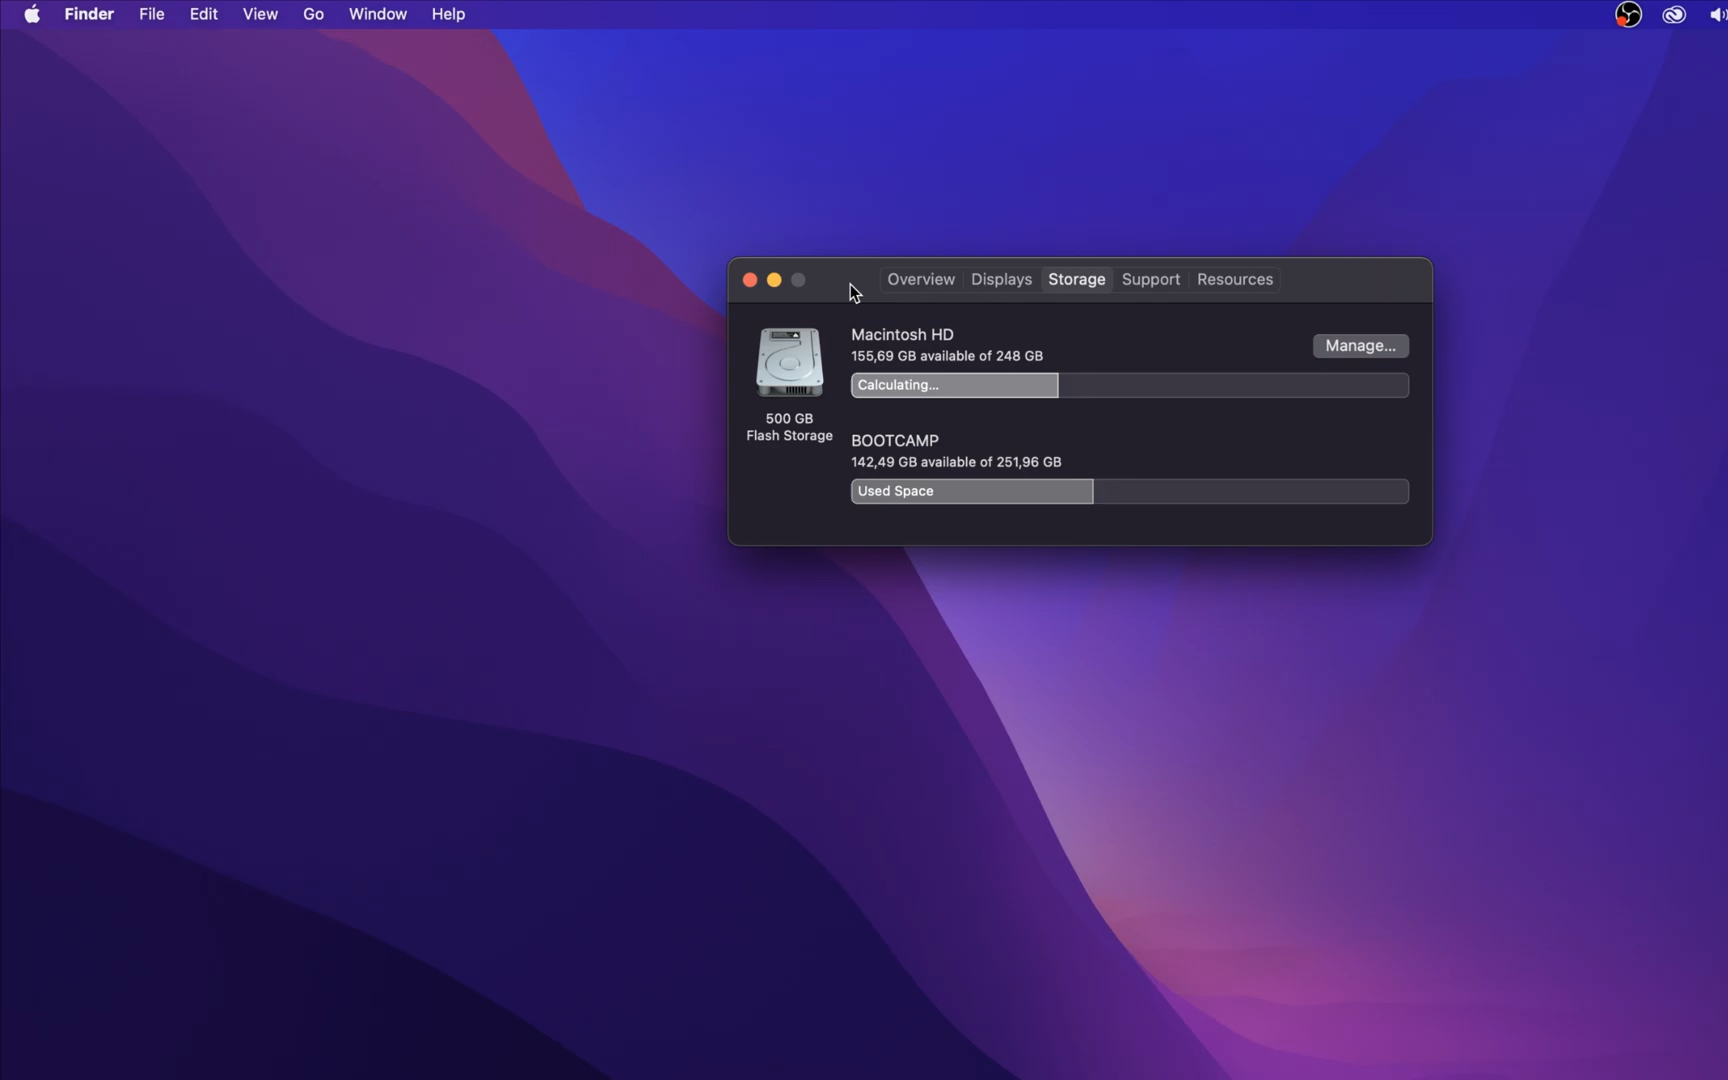 Finder File Edit View Go Window Help
Overview Displays Storage Support Resources
Macintosh HD
155,69 GB available of 248 GB
Manage...
Calculating...
500 GB
Flash Storage
BOOTCAMP
142,49 GB available of 251,96 GB
Used Space